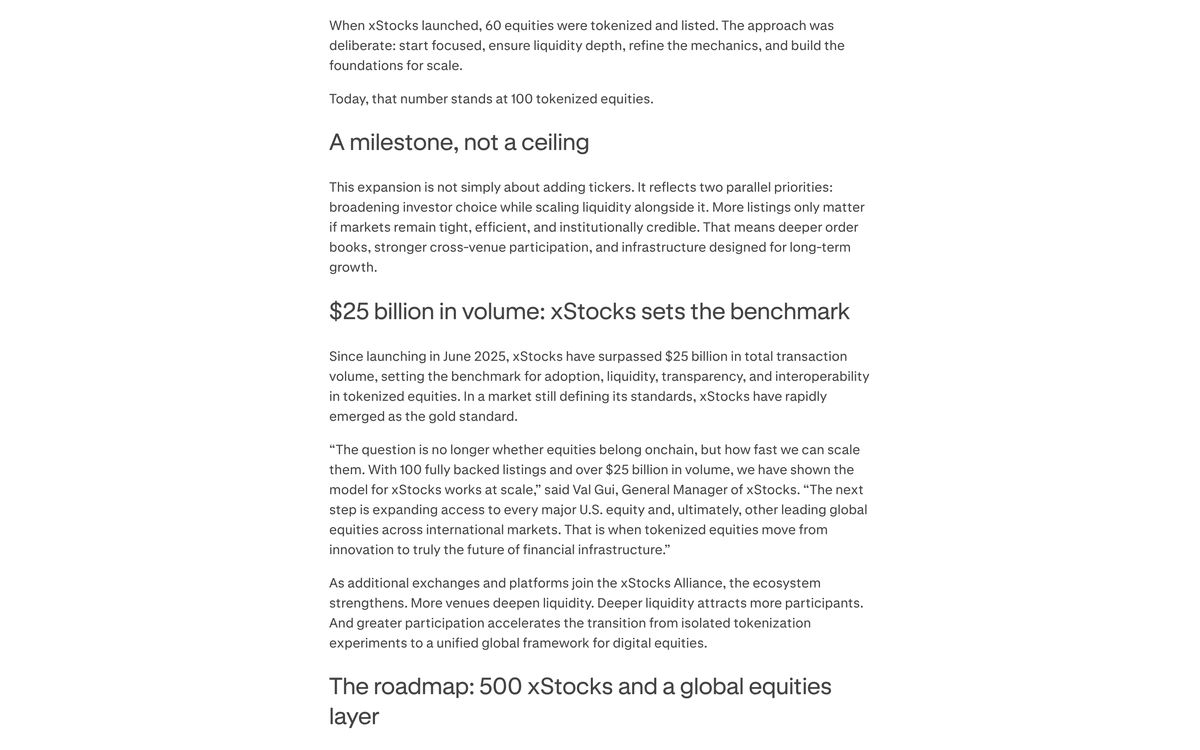 When xStocks launched, 60 equities were tokenized and listed. The approach was
deliberate: start focused, ensure liquidity depth, refine the mechanics, and build the
foundations for scale.
Today, that number stands at 100 tokenized equities.
A milestone, not a ceiling
This expansion is not simply about adding tickers. It reflects two parallel priorities:
broadening investor choice while scaling liquidity alongside it. More listings only matter
if markets remain tight, efficient, and institutionally credible. That means deeper order
books, stronger cross-venue participation, and infrastructure designed for long-term
growth.
$25 billion in volume: xStocks sets the benchmark
Since launching in June 2025, xStocks have surpassed $25 billion in total transaction
volume, setting the benchmark for adoption, liquidity, transparency, and interoperability
in tokenized equities. In a market still defining its standards, xStocks have rapidly
emerged as the gold standard.
“The question is no longer whether equities belong onchain, but how fast we can scale
them. With 100 fully backed listings and over $25 billion in volume, we have shown the
model for xStocks works at scale,” said Val Gui, General Manager of xStocks. “The next
step is expanding access to every major U.S. equity and, ultimately, other leading global
equities across international markets. That is when tokenized equities move from
innovation to truly the future of financial infrastructure.”
As additional exchanges and platforms join the xStocks Alliance, the ecosystem
strengthens. More venues deepen liquidity. Deeper liquidity attracts more participants.
And greater participation accelerates the transition from isolated tokenization
experiments to a unified global framework for digital equities.
The roadmap: 500 xStocks and a global equities
layer